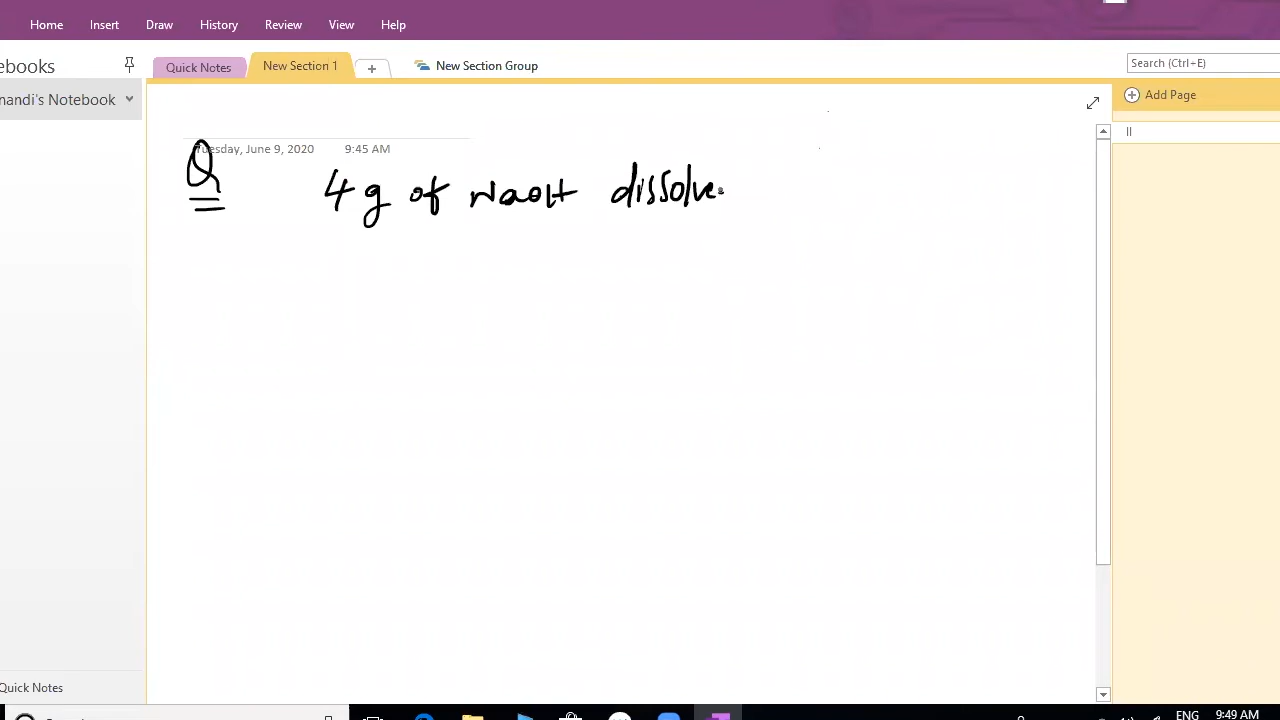 Home Insert Draw History Review View Help
ebooks Quick Notes New Section 1 + New Section Group Search (Ctrl+E)
nandi's Notebook Add Page
Tuesday, June 9, 2020 9:45 AM
Q 4 g of NaOH dissolve
Quick Notes
ENG 9:49 AM